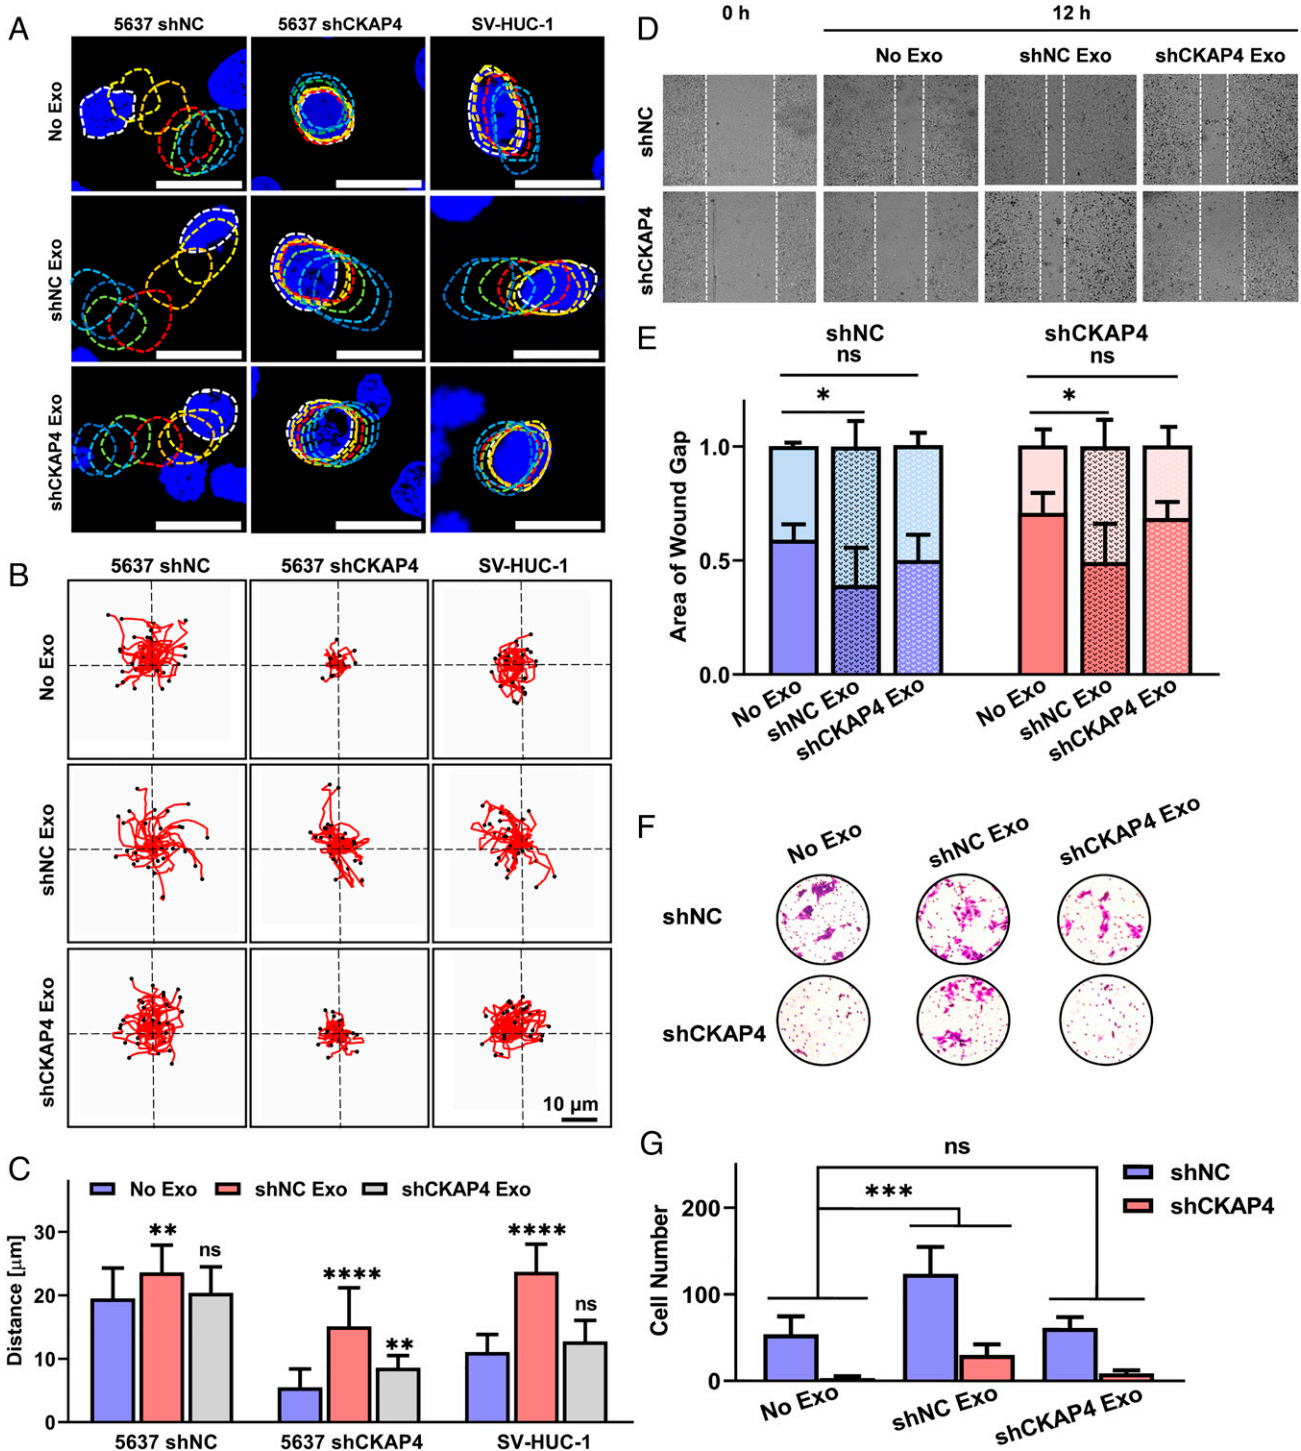 A
5637 shNC
5637 shCKAP4
SV-HUC-1
No Exo
shNC Exo
shCKAP4 Exo
B
5637 shNC
5637 shCKAP4
SV-HUC-1
No Exo
shNC Exo
shCKAP4 Exo
10 μm
C
No Exo
shNC Exo
shCKAP4 Exo
Distance [μm]
30
20
10
0
**
ns
****
**
****
ns
5637 shNC
5637 shCKAP4
SV-HUC-1
D
0 h
12 h
No Exo
shNC Exo
shCKAP4 Exo
shNC
shCKAP4
E
shNC
ns
*
shCKAP4
ns
*
Area of Wound Gap
1.0
0.5
0.0
No Exo
shNC Exo
shCKAP4 Exo
No Exo
shNC Exo
shCKAP4 Exo
F
No Exo
shNC Exo
shCKAP4 Exo
shNC
shCKAP4
G
ns
***
shNC
shCKAP4
Cell Number
200
100
0
No Exo
shNC Exo
shCKAP4 Exo